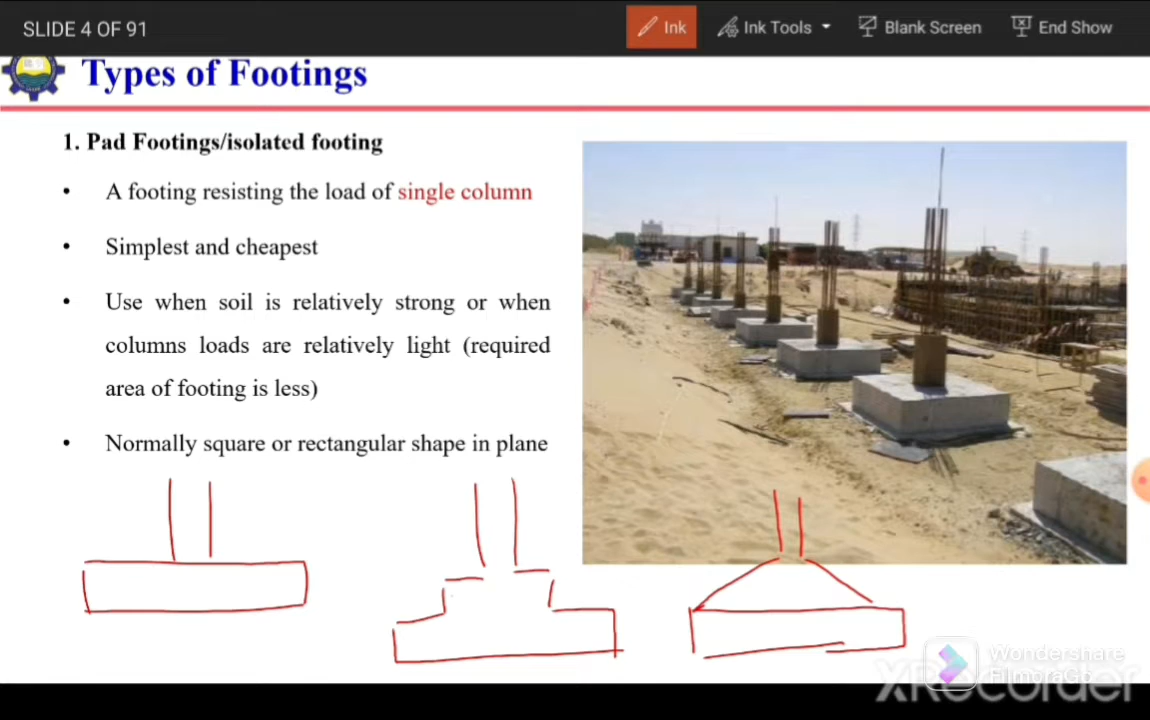 SLIDE 4 OF 91
Ink
Ink Tools
Blank Screen
End Show
Types of Footings
1. Pad Footings/isolated footing
• A footing resisting the load of single column
• Simplest and cheapest
• Use when soil is relatively strong or when
columns loads are relatively light (required
area of footing is less)
• Normally square or rectangular shape in plane
Wondershare
FilmoraGo
XRecorder